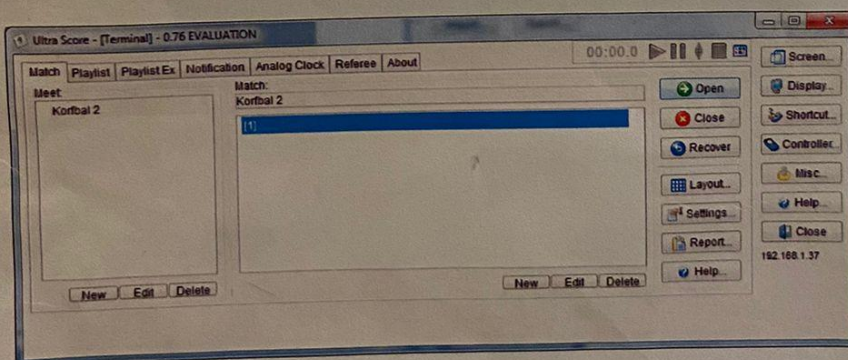 Ultra Score - [Terminal] - 0.76 EVALUATION
00:00.0
Match Playlist Playlist Ex Notification Analog Clock Referee About
Meet
Korfbal 2
New Edit Delete
Match:
Korfbal 2
[1]
New Edit Delete
Open
Close
Recover
Layout...
Settings...
Report...
Help...
Screen...
Display...
Shortcut...
Controller...
Misc...
Help...
Close
192.168.1.37